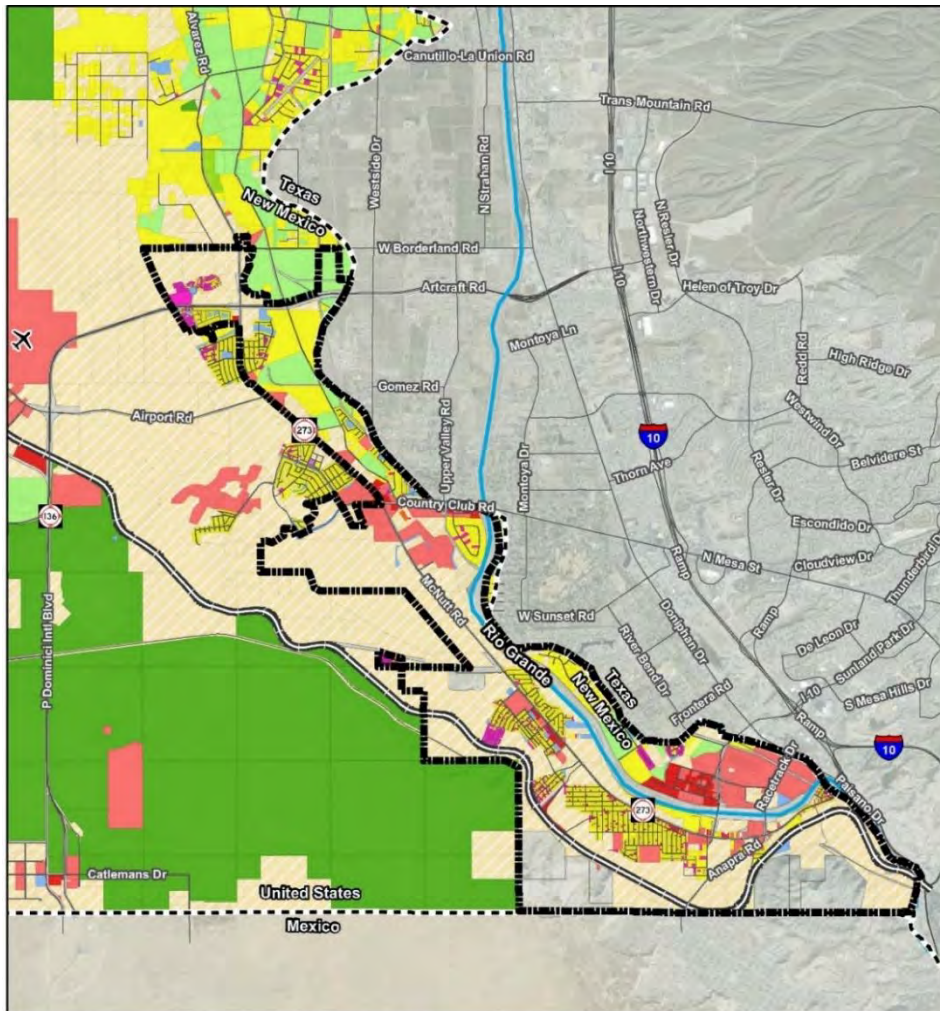 Alvarez Rd
Canutillo-La Union Rd
Trans Mountain Rd
Westside Dr
N Strahan Rd
I 10
N Resler Dr
Northwestern Dr
Texas
New Mexico
W Borderland Rd
Artcraft Rd
I 10
Helen of Troy Dr
Montoya Ln
Redd Rd
High Ridge Dr
Gomez Rd
Airport Rd
Upper Valley Rd
Westwind Dr
273
10
Montoya Dr
Thorn Ave
Resler Dr
Belvidere St
136
Country Club Rd
Escondido Dr
N Mesa St
Cloudview Dr
Thunderbird D
Ramp
McNutt Rd
W Sunset Rd
Ramp
Doniphan Dr
De Leon Dr
Sunland Park Dr
Rio Grande
River Bend Dr
P Dominici Intl Blvd
Texas
New Mexico
Frontera Rd
I 10
S Mesa Hills Dr
Ramp
10
Racetrack Dr
Paisano Dr
273
Anapra Rd
Catlemans Dr
United States
Mexico